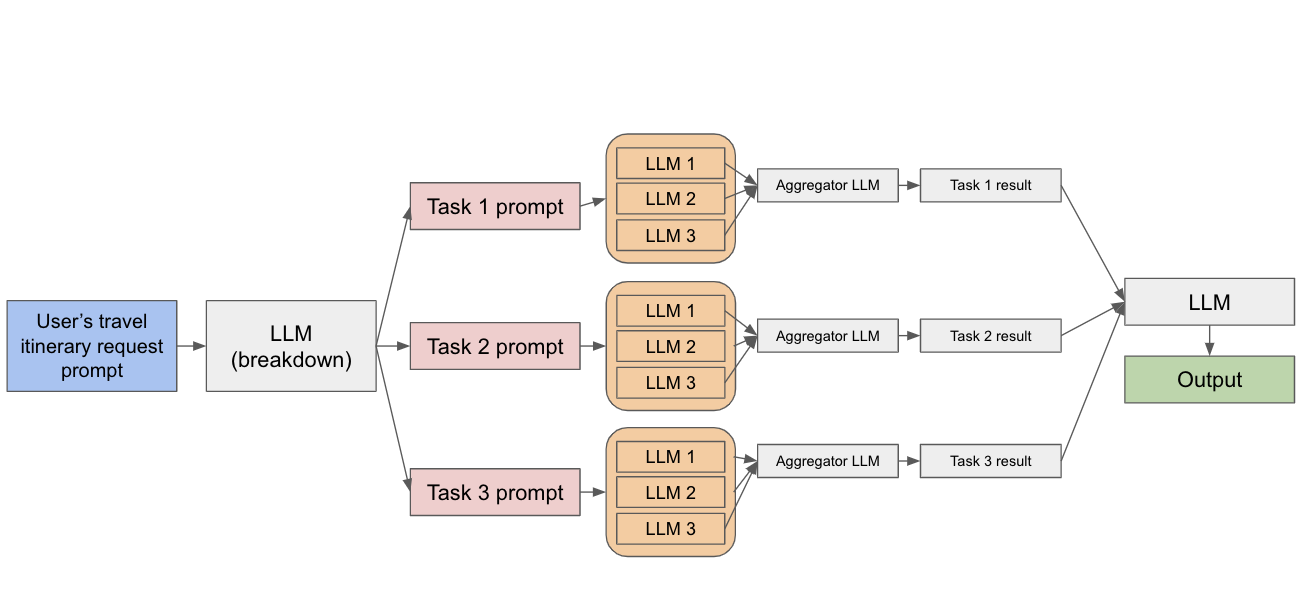 User’s travel
itinerary request
prompt
LLM
(breakdown)
Task 1 prompt
LLM 1
LLM 2
LLM 3
Aggregator LLM
Task 1 result
Task 2 prompt
LLM 1
LLM 2
LLM 3
Aggregator LLM
Task 2 result
Task 3 prompt
LLM 1
LLM 2
LLM 3
Aggregator LLM
Task 3 result
LLM
Output